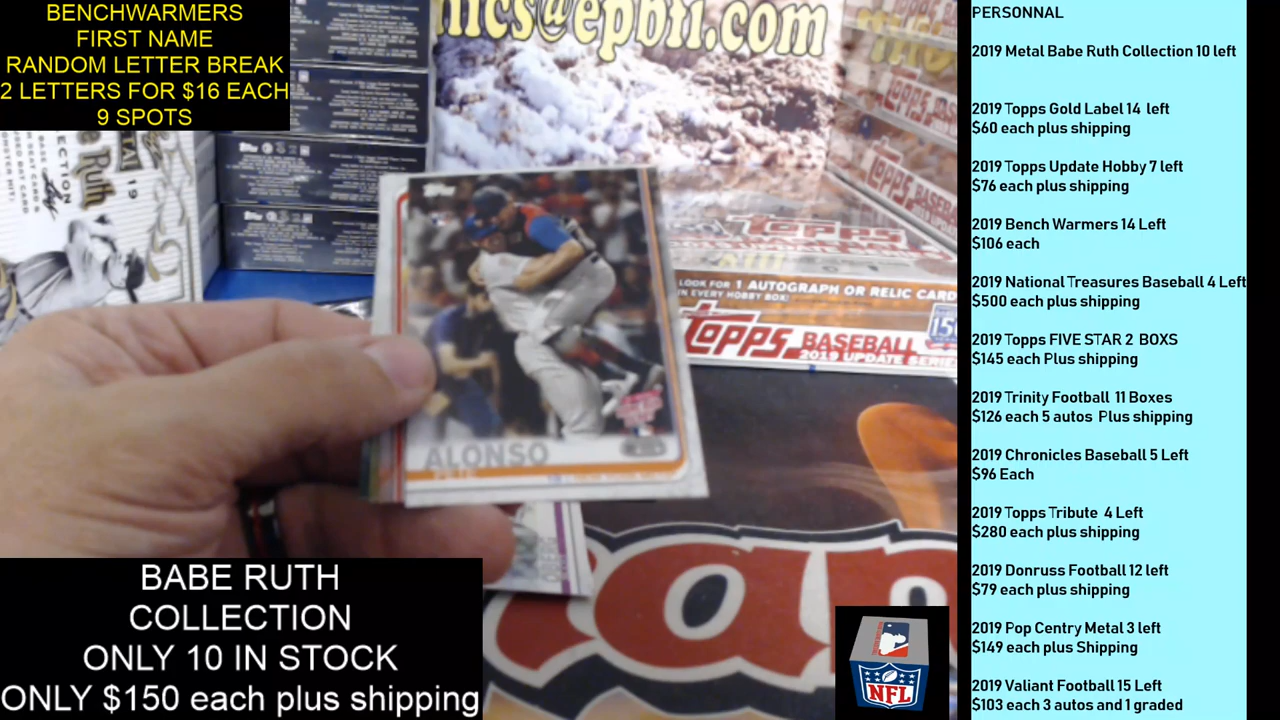 BENCHWARMERS
FIRST NAME
RANDOM LETTER BREAK
2 LETTERS FOR $16 EACH
9 SPOTS
nics@epbti.com
topps
ALONSO
LOOK FOR 1 AUTOGRAPH OR RELIC CARD
IN EVERY HOBBY BOX!
Topps BASEBALL
2019 UPDATE SERIES
150
BABE RUTH
COLLECTION
ONLY 10 IN STOCK
ONLY $150 each plus shipping
NFL
PERSONNAL
2019 Metal Babe Ruth Collection 10 left
2019 Topps Gold Label 14 left
$60 each plus shipping
2019 Topps Update Hobby 7 left
$76 each plus shipping
2019 Bench Warmers 14 Left
$106 each
2019 National Treasures Baseball 4 Left
$500 each plus shipping
2019 Topps FIVE STAR 2 BOXS
$145 each Plus shipping
2019 Trinity Football 11 Boxes
$126 each 5 autos Plus shipping
2019 Chronicles Baseball 5 Left
$96 Each
2019 Topps Tribute 4 Left
$280 each plus shipping
2019 Donruss Football 12 left
$79 each plus shipping
2019 Pop Centry Metal 3 left
$149 each plus Shipping
2019 Valiant Football 15 Left
$103 each 3 autos and 1 graded